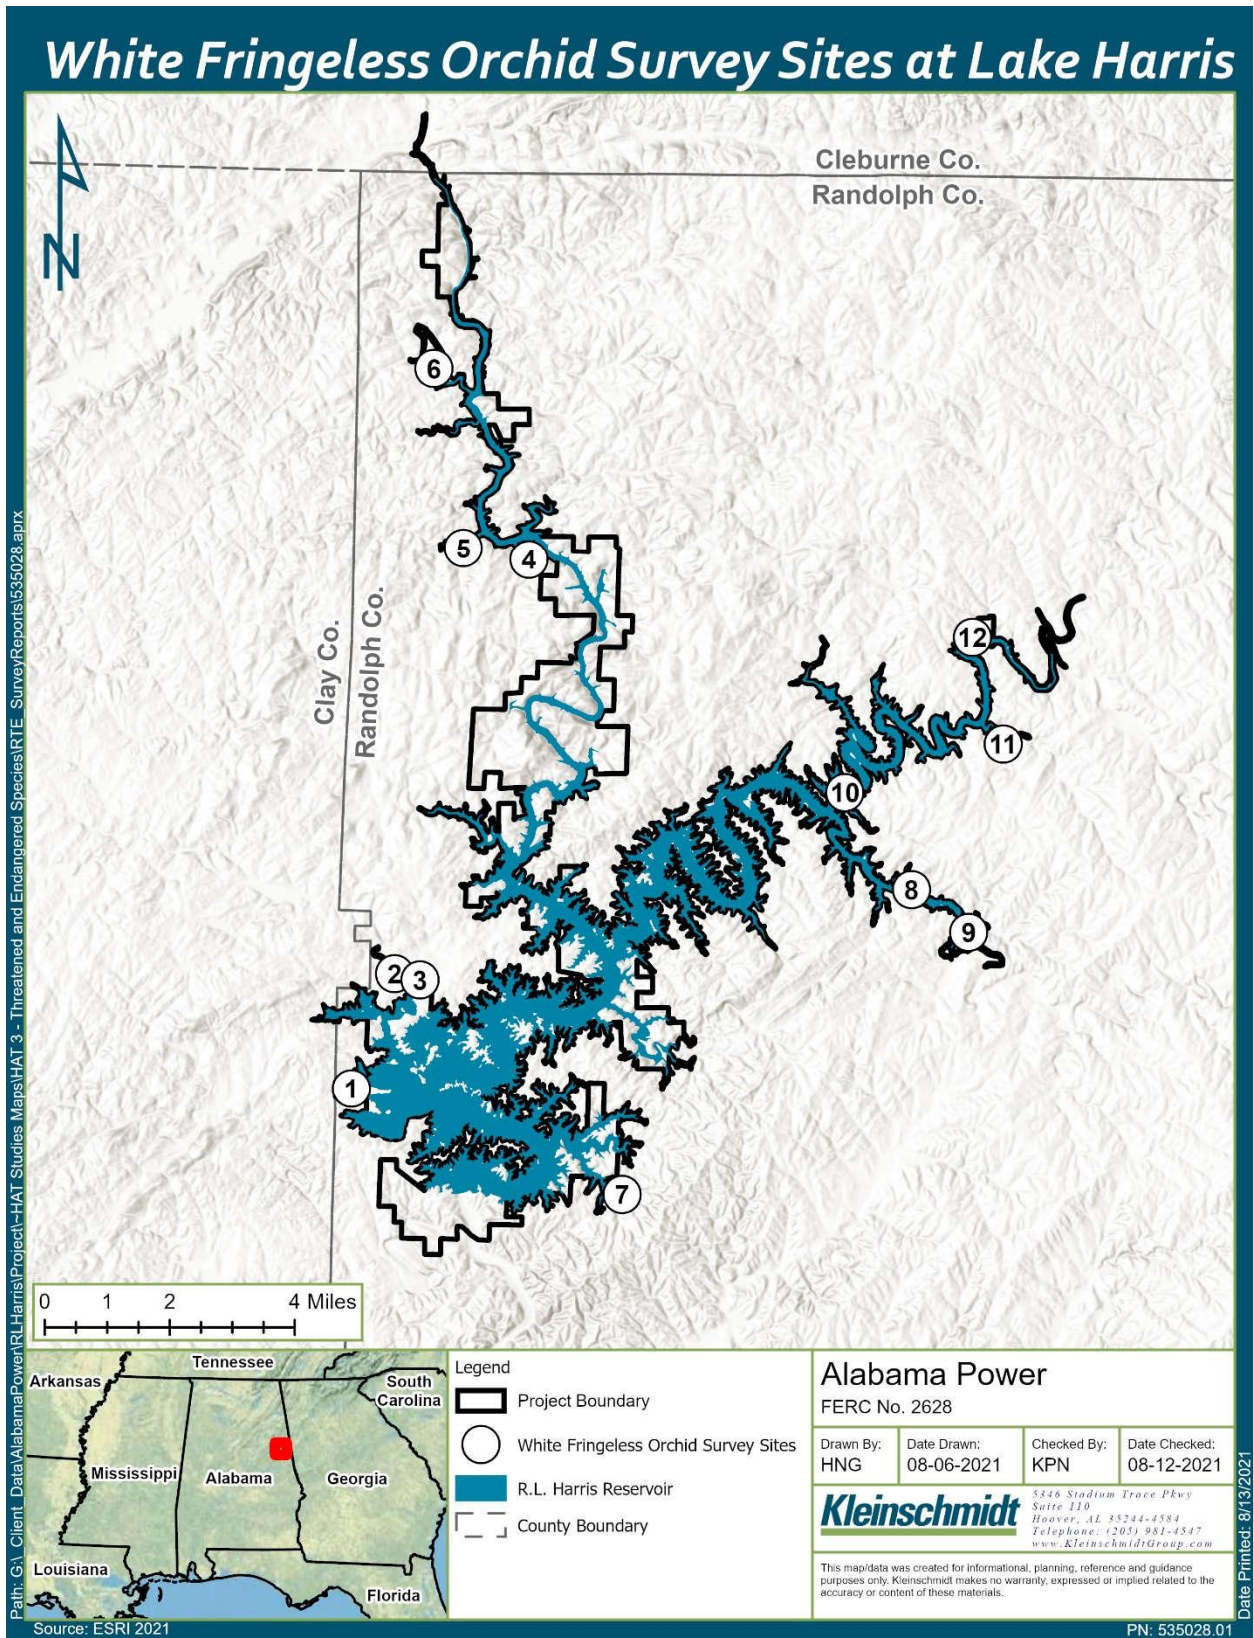 White Fringeless Orchid Survey Sites at Lake Harris
N
Cleburne Co.
Randolph Co.
Clay Co.
Randolph Co.
6
5
4
12
11
10
8
9
2
3
1
7
0 1 2 4 Miles
Tennessee
Arkansas
South
Carolina
Mississippi
Alabama
Georgia
Louisiana
Florida
Legend
Project Boundary
White Fringeless Orchid Survey Sites
R.L. Harris Reservoir
County Boundary
Alabama Power
FERC No. 2628
Drawn By:
HNG
Date Drawn:
08-06-2021
Checked By:
KPN
Date Checked:
08-12-2021
Kleinschmidt
5346 Stadium Trace Pkwy
Suite 110
Hoover, AL 35244-4584
Telephone: (205) 981-4547
www.KleinschmidtGroup.com
This map/data was created for informational, planning, reference and guidance
purposes only. Kleinschmidt makes no warranty, expressed or implied related to the
accuracy or content of these materials.
Path: G:\_Client_Data\AlabamaPower\RLHarris\Project\~HAT Studies Maps\HAT 3 - Threatened and Endangered Species\RTE_SurveyReports\535028.aprx
Date Printed: 8/13/2021
Source: ESRI 2021
PN: 535028.01